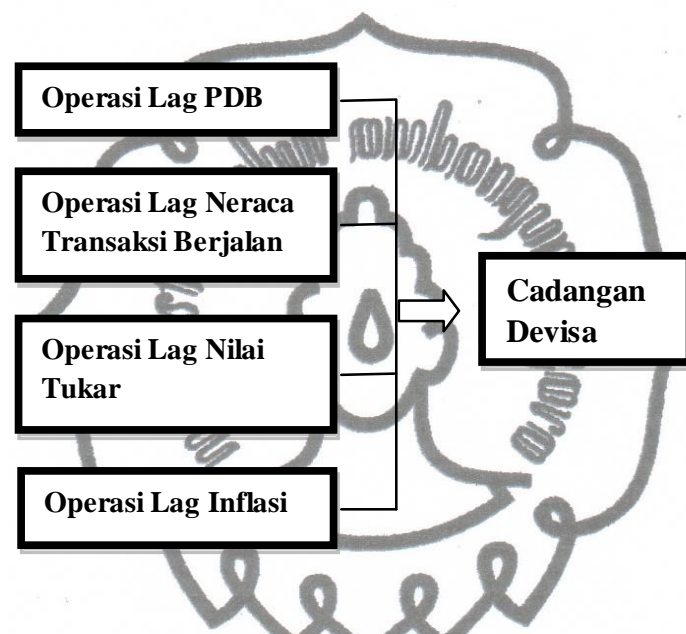 Operasi Lag PDB
Operasi Lag Neraca
Transaksi Berjalan
Operasi Lag Nilai
Tukar
Operasi Lag Inflasi
Cadangan
Devisa